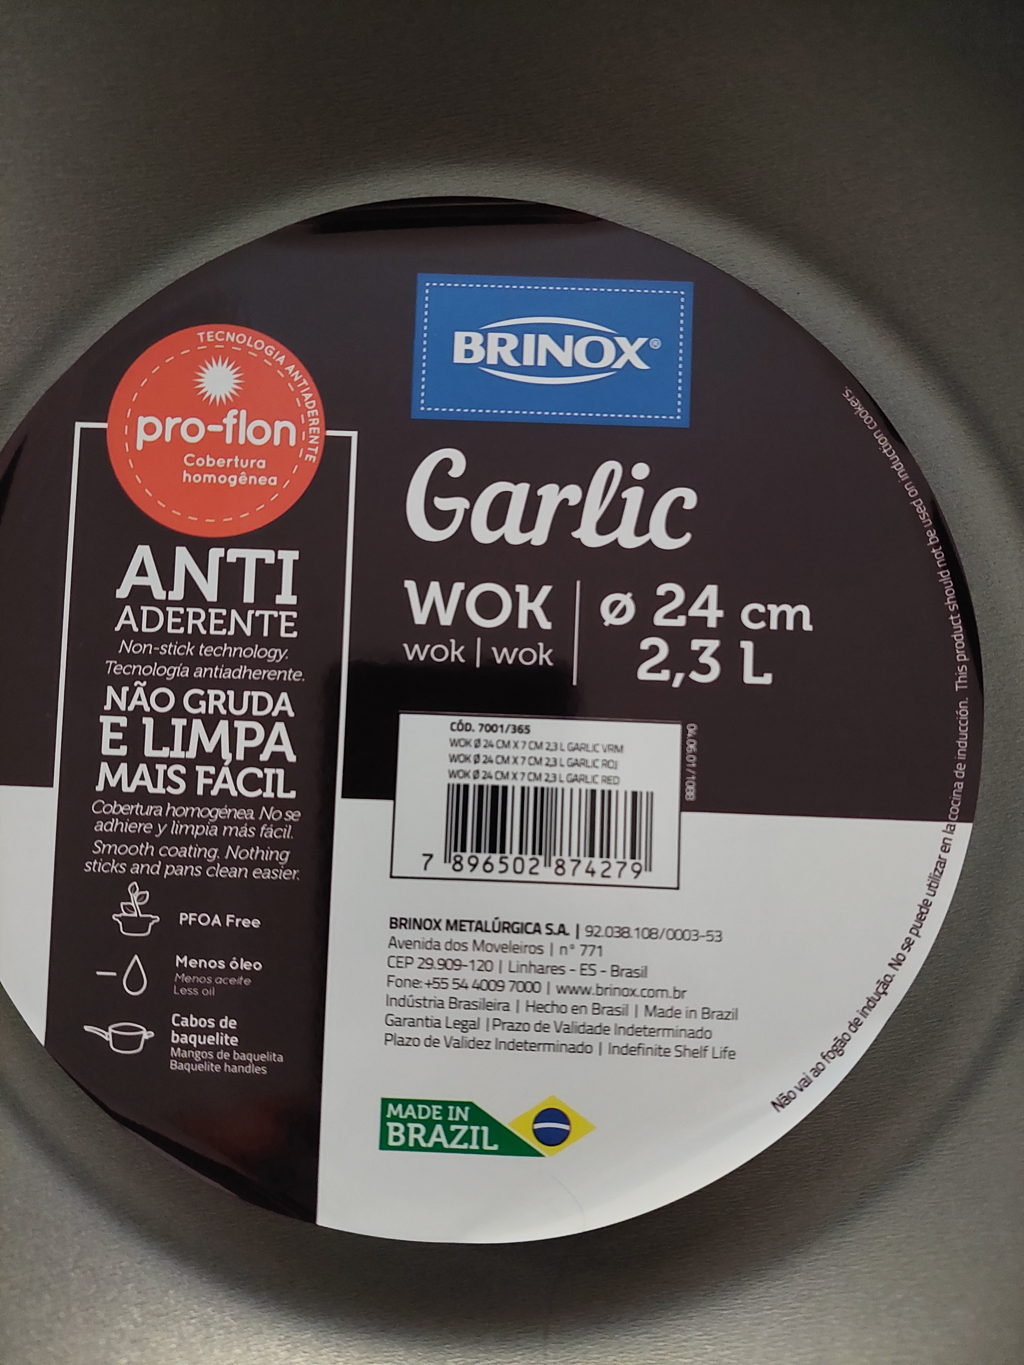 BRINOX®
TECNOLOGIA ANTIADERENTE
pro-flon
Cobertura
homogênea
Garlic
WOK
wok | wok
ø 24 cm
2,3 L
ANTI
ADERENTE
Non-stick technology.
Tecnología antiadherente.
NÃO GRUDA
E LIMPA
MAIS FÁCIL
Cobertura homogénea. No se
adhiere y limpia más fácil.
Smooth coating. Nothing
sticks and pans clean easier.
PFOA Free
Menos óleo
Menos aceite
Less oil
Cabos de
baquelite
Mangos de baquelita
Baquelite handles
CÓD. 7001/365
WOK Ø 24 CM X 7 CM 2,3 L GARLIC VRM
WOK Ø 24 CM X 7 CM 2,3 L GARLIC ROJ
WOK Ø 24 CM X 7 CM 2,3 L GARLIC RED
7 896502 874279
04.06.01 / 1088
BRINOX METALÚRGICA S.A. | 92.038.108/0003-53
Avenida dos Moveleiros | n° 771
CEP 29.909-120 | Linhares - ES - Brasil
Fone: +55 54 4009 7000 | www.brinox.com.br
Indústria Brasileira | Hecho en Brasil | Made in Brazil
Garantia Legal | Prazo de Validade Indeterminado
Plazo de Validez Indeterminado | Indefinite Shelf Life
MADE IN
BRAZIL
Não vai ao fogão de indução. No se puede utilizar en la cocina de inducción. This product should not be used on induction cookers.